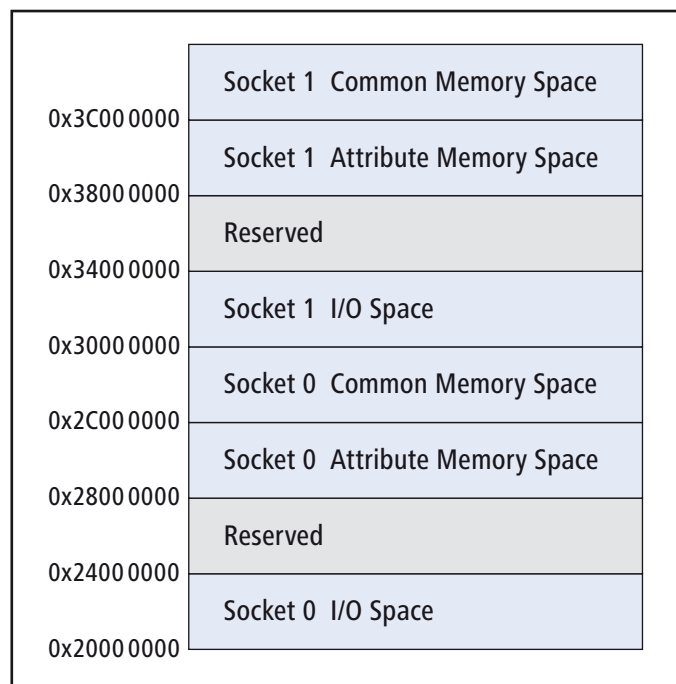 Socket 1 Common Memory Space
0x3C00 0000
Socket 1 Attribute Memory Space
0x3800 0000
Reserved
0x3400 0000
Socket 1 I/O Space
0x3000 0000
Socket 0 Common Memory Space
0x2C00 0000
Socket 0 Attribute Memory Space
0x2800 0000
Reserved
0x2400 0000
Socket 0 I/O Space
0x2000 0000